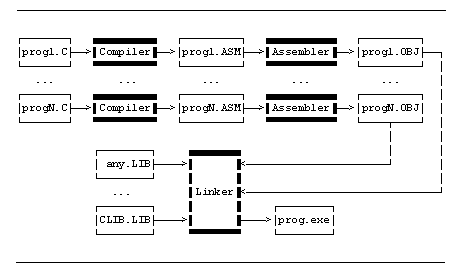 prog1.C Compiler prog1.ASM Assembler prog1.OBJ
... ... ... ... ...
progN.C Compiler progN.ASM Assembler progN.OBJ
any.LIB
... Linker
CLIB.LIB prog.exe